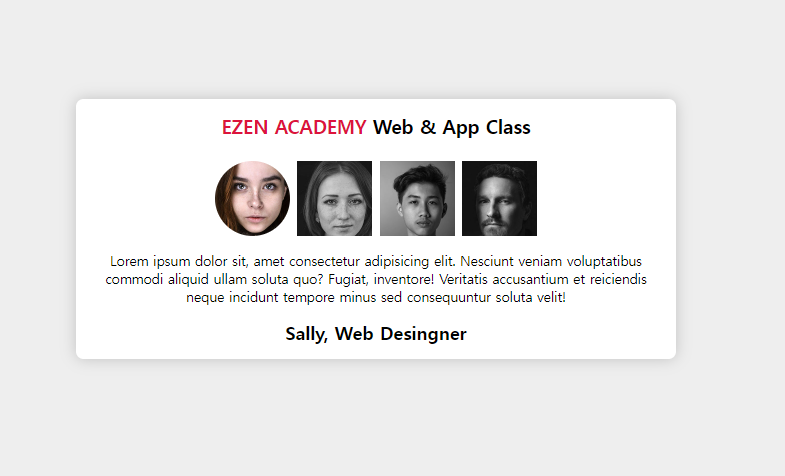 EZEN ACADEMY Web & App Class
Lorem ipsum dolor sit, amet consectetur adipisicing elit. Nesciunt veniam voluptatibus
commodi aliquid ullam soluta quo? Fugiat, inventore! Veritatis accusantium et reiciendis
neque incidunt tempore minus sed consequuntur soluta velit!
Sally, Web Desingner